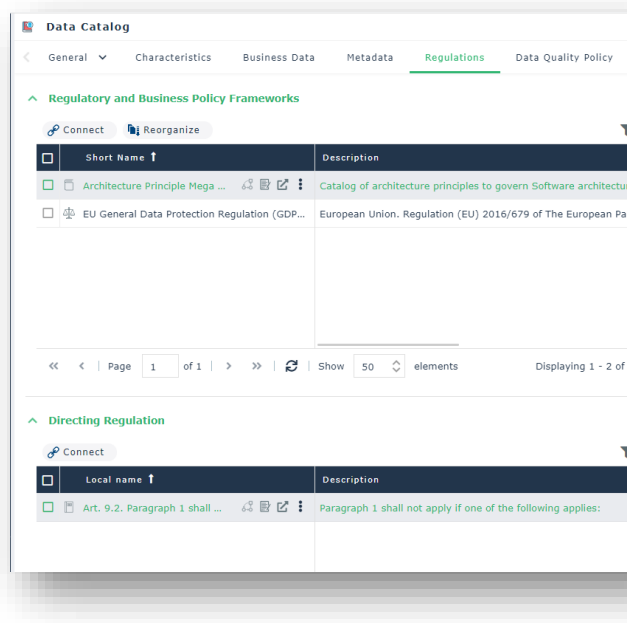 Data Catalog
General Characteristics Business Data Metadata Regulations Data Quality Policy
Regulatory and Business Policy Frameworks
Connect Reorganize
Short Name Description
Architecture Principle Mega ... Catalog of architecture principles to govern Software architectu
EU General Data Protection Regulation (GDP... European Union. Regulation (EU) 2016/679 of The European Pa
Page 1 of 1 Show 50 elements Displaying 1 - 2 of
Directing Regulation
Connect
Local name Description
Art. 9.2. Paragraph 1 shall ... Paragraph 1 shall not apply if one of the following applies: